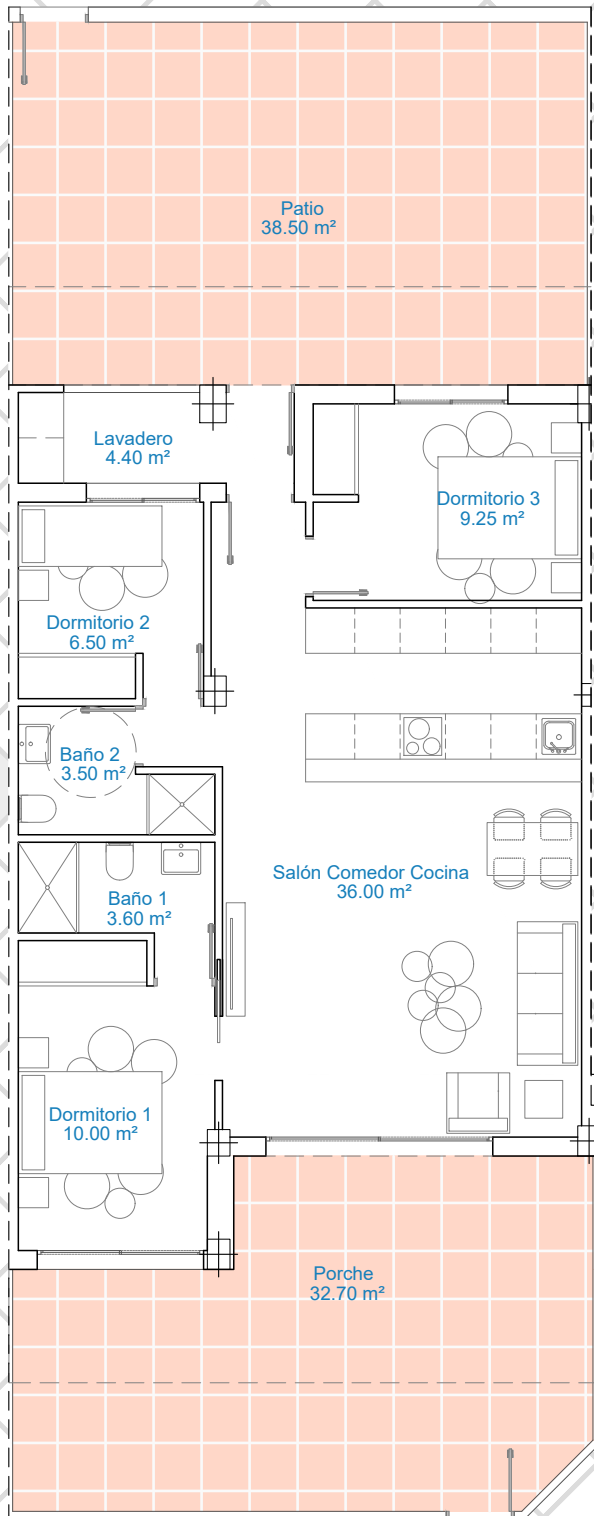 Patio
38.50 m²
Lavadero
4.40 m²
Dormitorio 3
9.25 m²
Dormitorio 2
6.50 m²
Baño 2
3.50 m²
Salón Comedor Cocina
36.00 m²
Baño 1
3.60 m²
Dormitorio 1
10.00 m²
Porche
32.70 m²